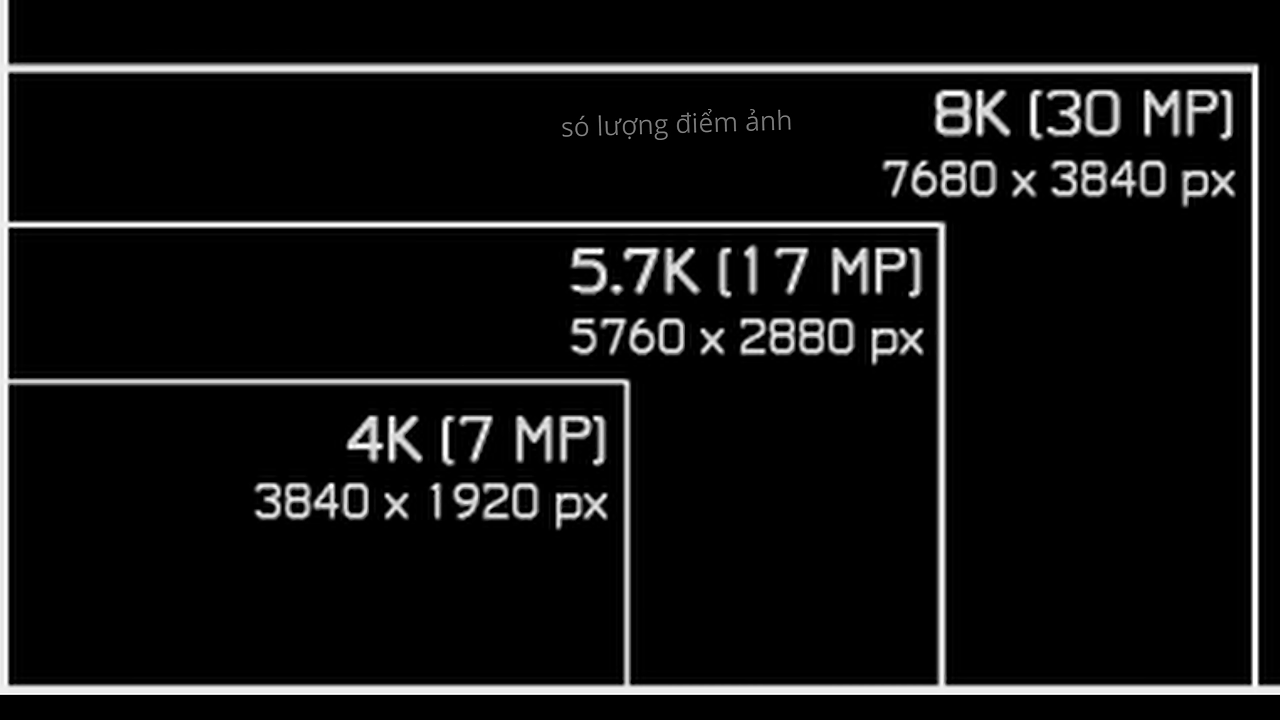 só lượng điểm ảnh
8K (30 MP)
7680 x 3840 px
5.7K (17 MP)
5760 x 2880 px
4K (7 MP)
3840 x 1920 px